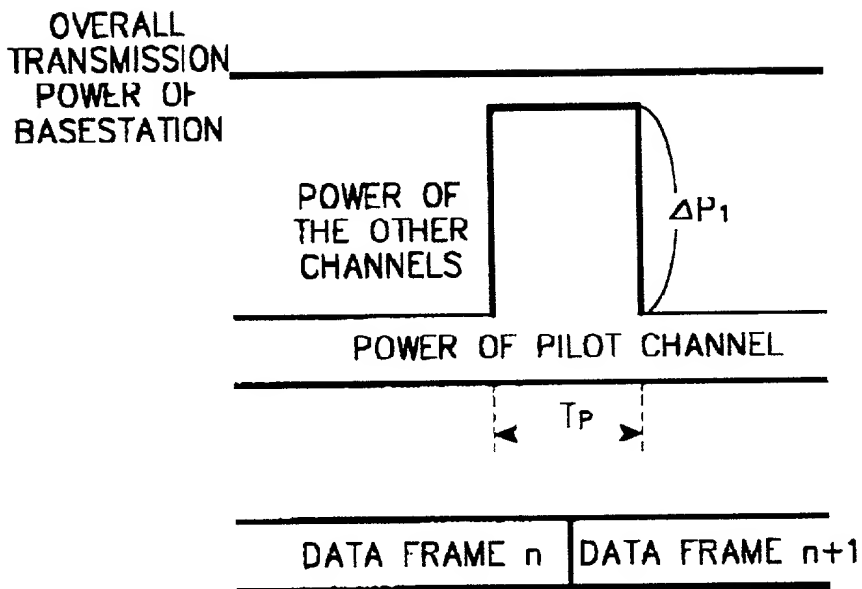 OVERALL
TRANSMISSION
POWER OF
BASESTATION
POWER OF
THE OTHER
CHANNELS
ΔP1
POWER OF PILOT CHANNEL
TP
DATA FRAME n
DATA FRAME n+1